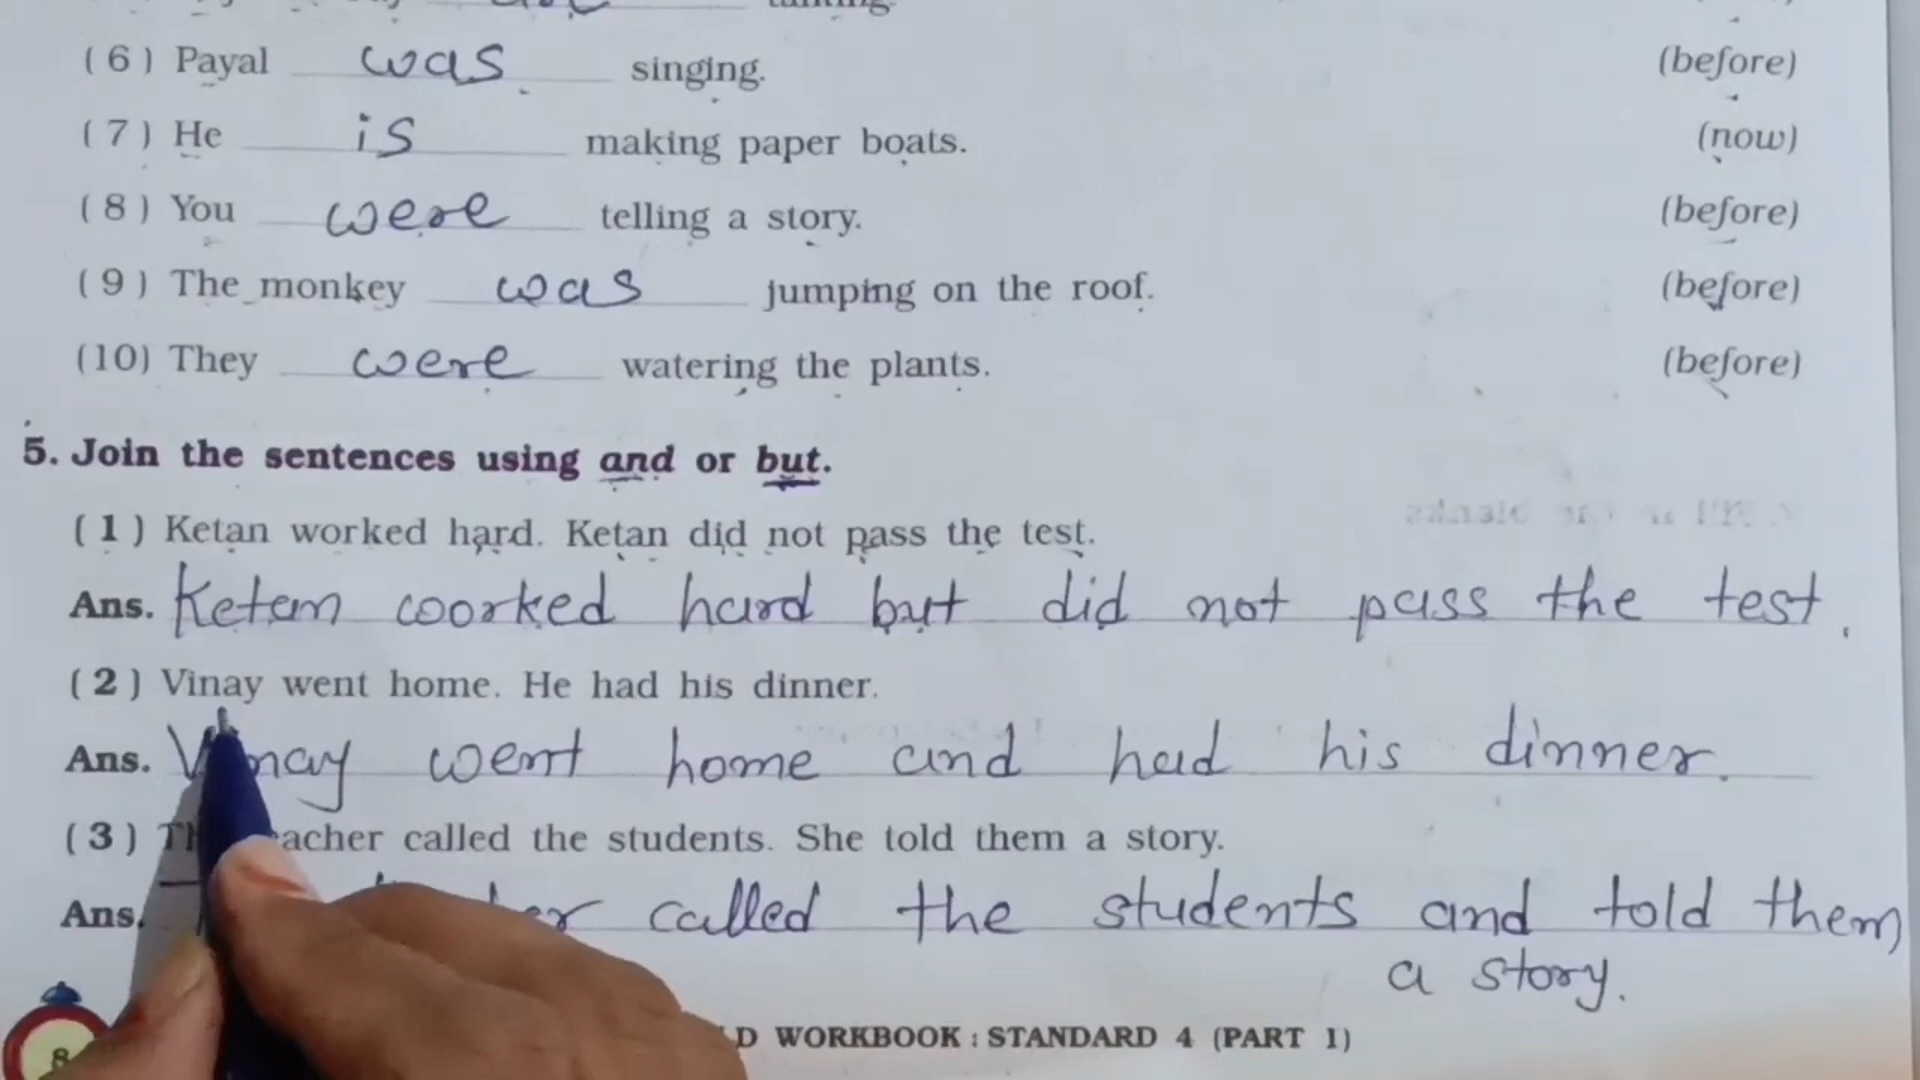 (6) Payal was singing. (before)
(7) He is making paper boats. (now)
(8) You were telling a story. (before)
(9) The monkey was jumping on the roof. (before)
(10) They were watering the plants. (before)
5. Join the sentences using and or but.
(1) Ketan worked hard. Ketan did not pass the test.
Ans. Ketan worked hard but did not pass the test.
(2) Vinay went home. He had his dinner.
Ans. Vinay went home and had his dinner.
(3) called the students. She told them a story.
Ans. called the students and told them
a story.
8 WORKBOOK : STANDARD 4 (PART 1)